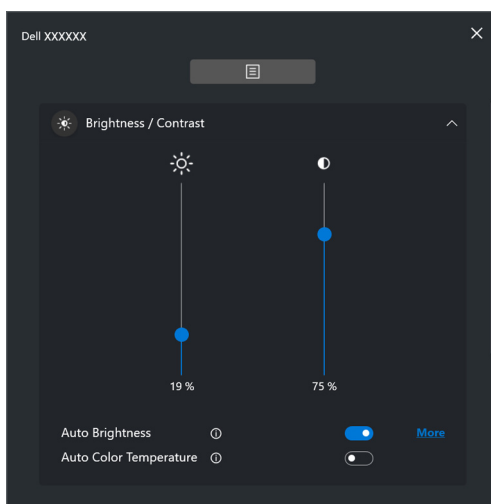 Dell XXXXXX
Brightness / Contrast
19 %
75 %
Auto Brightness
More
Auto Color Temperature